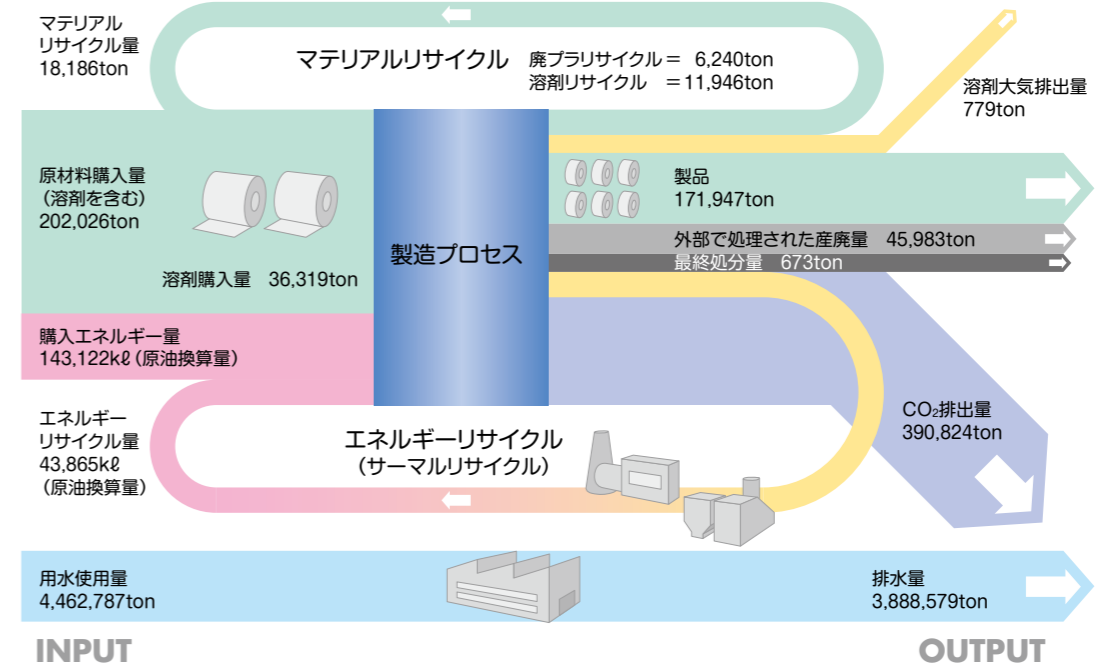 マテリアル
リサイクル量
18,186ton
マテリアルリサイクル
廃プラリサイクル＝ 6,240ton
溶剤リサイクル ＝11,946ton
溶剤大気排出量
779ton
原材料購入量
（溶剤を含む）
202,026ton
溶剤購入量 36,319ton
製造プロセス
製品
171,947ton
外部で処理された産廃量 45,983ton
最終処分量 673ton
購入エネルギー量
143,122kℓ（原油換算量）
エネルギー
リサイクル量
43,865kℓ
（原油換算量）
エネルギーリサイクル
（サーマルリサイクル）
CO₂排出量
390,824ton
用水使用量
4,462,787ton
排水量
3,888,579ton
INPUT
OUTPUT